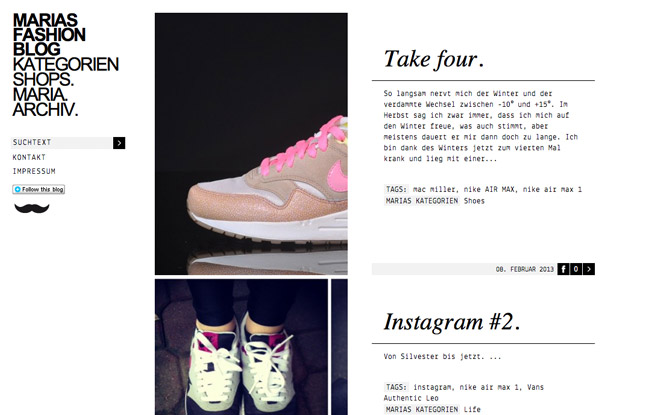 MARIAS
FASHION
BLOG
KATEGORIEN
SHOPS.
MARIA.
ARCHIV.
SUCHTEXT
KONTAKT
IMPRESSUM
Follow this blog
Take four.
So langsam nervt mich der Winter und der
verdammte Wechsel zwischen -10° und +15°. Im
Herbst sag ich zwar immer, dass ich mich auf
den Winter freue, was auch stimmt, aber
meistens dauert er mir dann doch zu lange. Ich
bin dank des Winters jetzt zum vierten Mal
krank und lieg mit einer...
TAGS: mac miller, nike AIR MAX, nike air max 1
MARIAS KATEGORIEN Shoes
08. FEBRUAR 2013 f 0 >
Instagram #2.
Von Silvester bis jetzt. ...
TAGS: instagram, nike air max 1, Vans
Authentic Leo
MARIAS KATEGORIEN Life